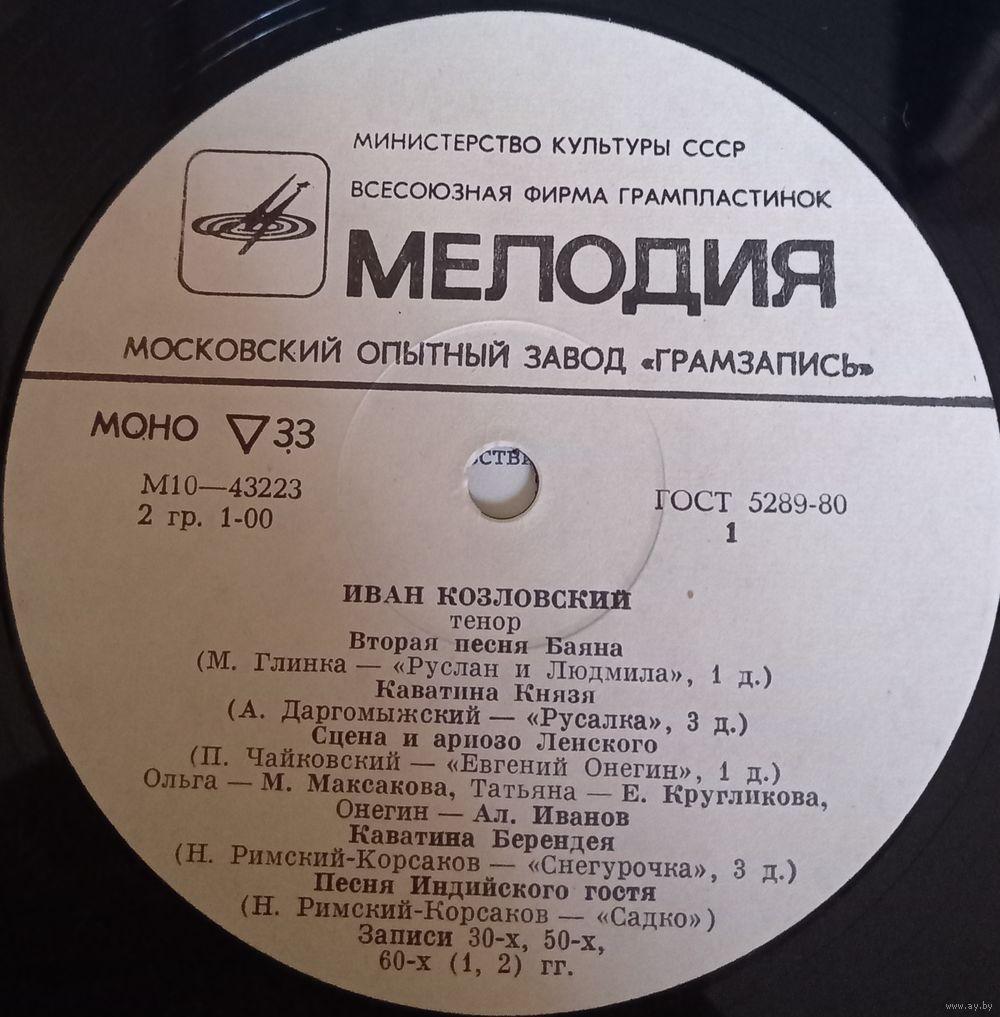 МИНИСТЕРСТВО КУЛЬТУРЫ СССР
ВСЕСОЮЗНАЯ ФИРМА ГРАМПЛАСТИНОК
МЕЛОДИЯ
МОСКОВСКИЙ ОПЫТНЫЙ ЗАВОД «ГРАМЗАПИСЬ»
МОНО 33
М10—43223
2 гр. 1-00
ГОСТ 5289-80
1
ИВАН КОЗЛОВСКИЙ
тенор
Вторая песня Баяна
(М. Глинка — «Руслан и Людмила», 1 д.)
Каватина Князя
(А. Даргомыжский — «Русалка», 3 д.)
Сцена и ариозо Ленского
(П. Чайковский — «Евгений Онегин», 1 д.)
Ольга — М. Максакова, Татьяна — Е. Кругликова,
Онегин — Ал. Иванов
Каватина Берендея
(Н. Римский-Корсаков — «Снегурочка», 3 д.)
Песня Индийского гостя
(Н. Римский-Корсаков — «Садко»)
Записи 30-х, 50-х,
60-х (1, 2) гг.
www.ay.by